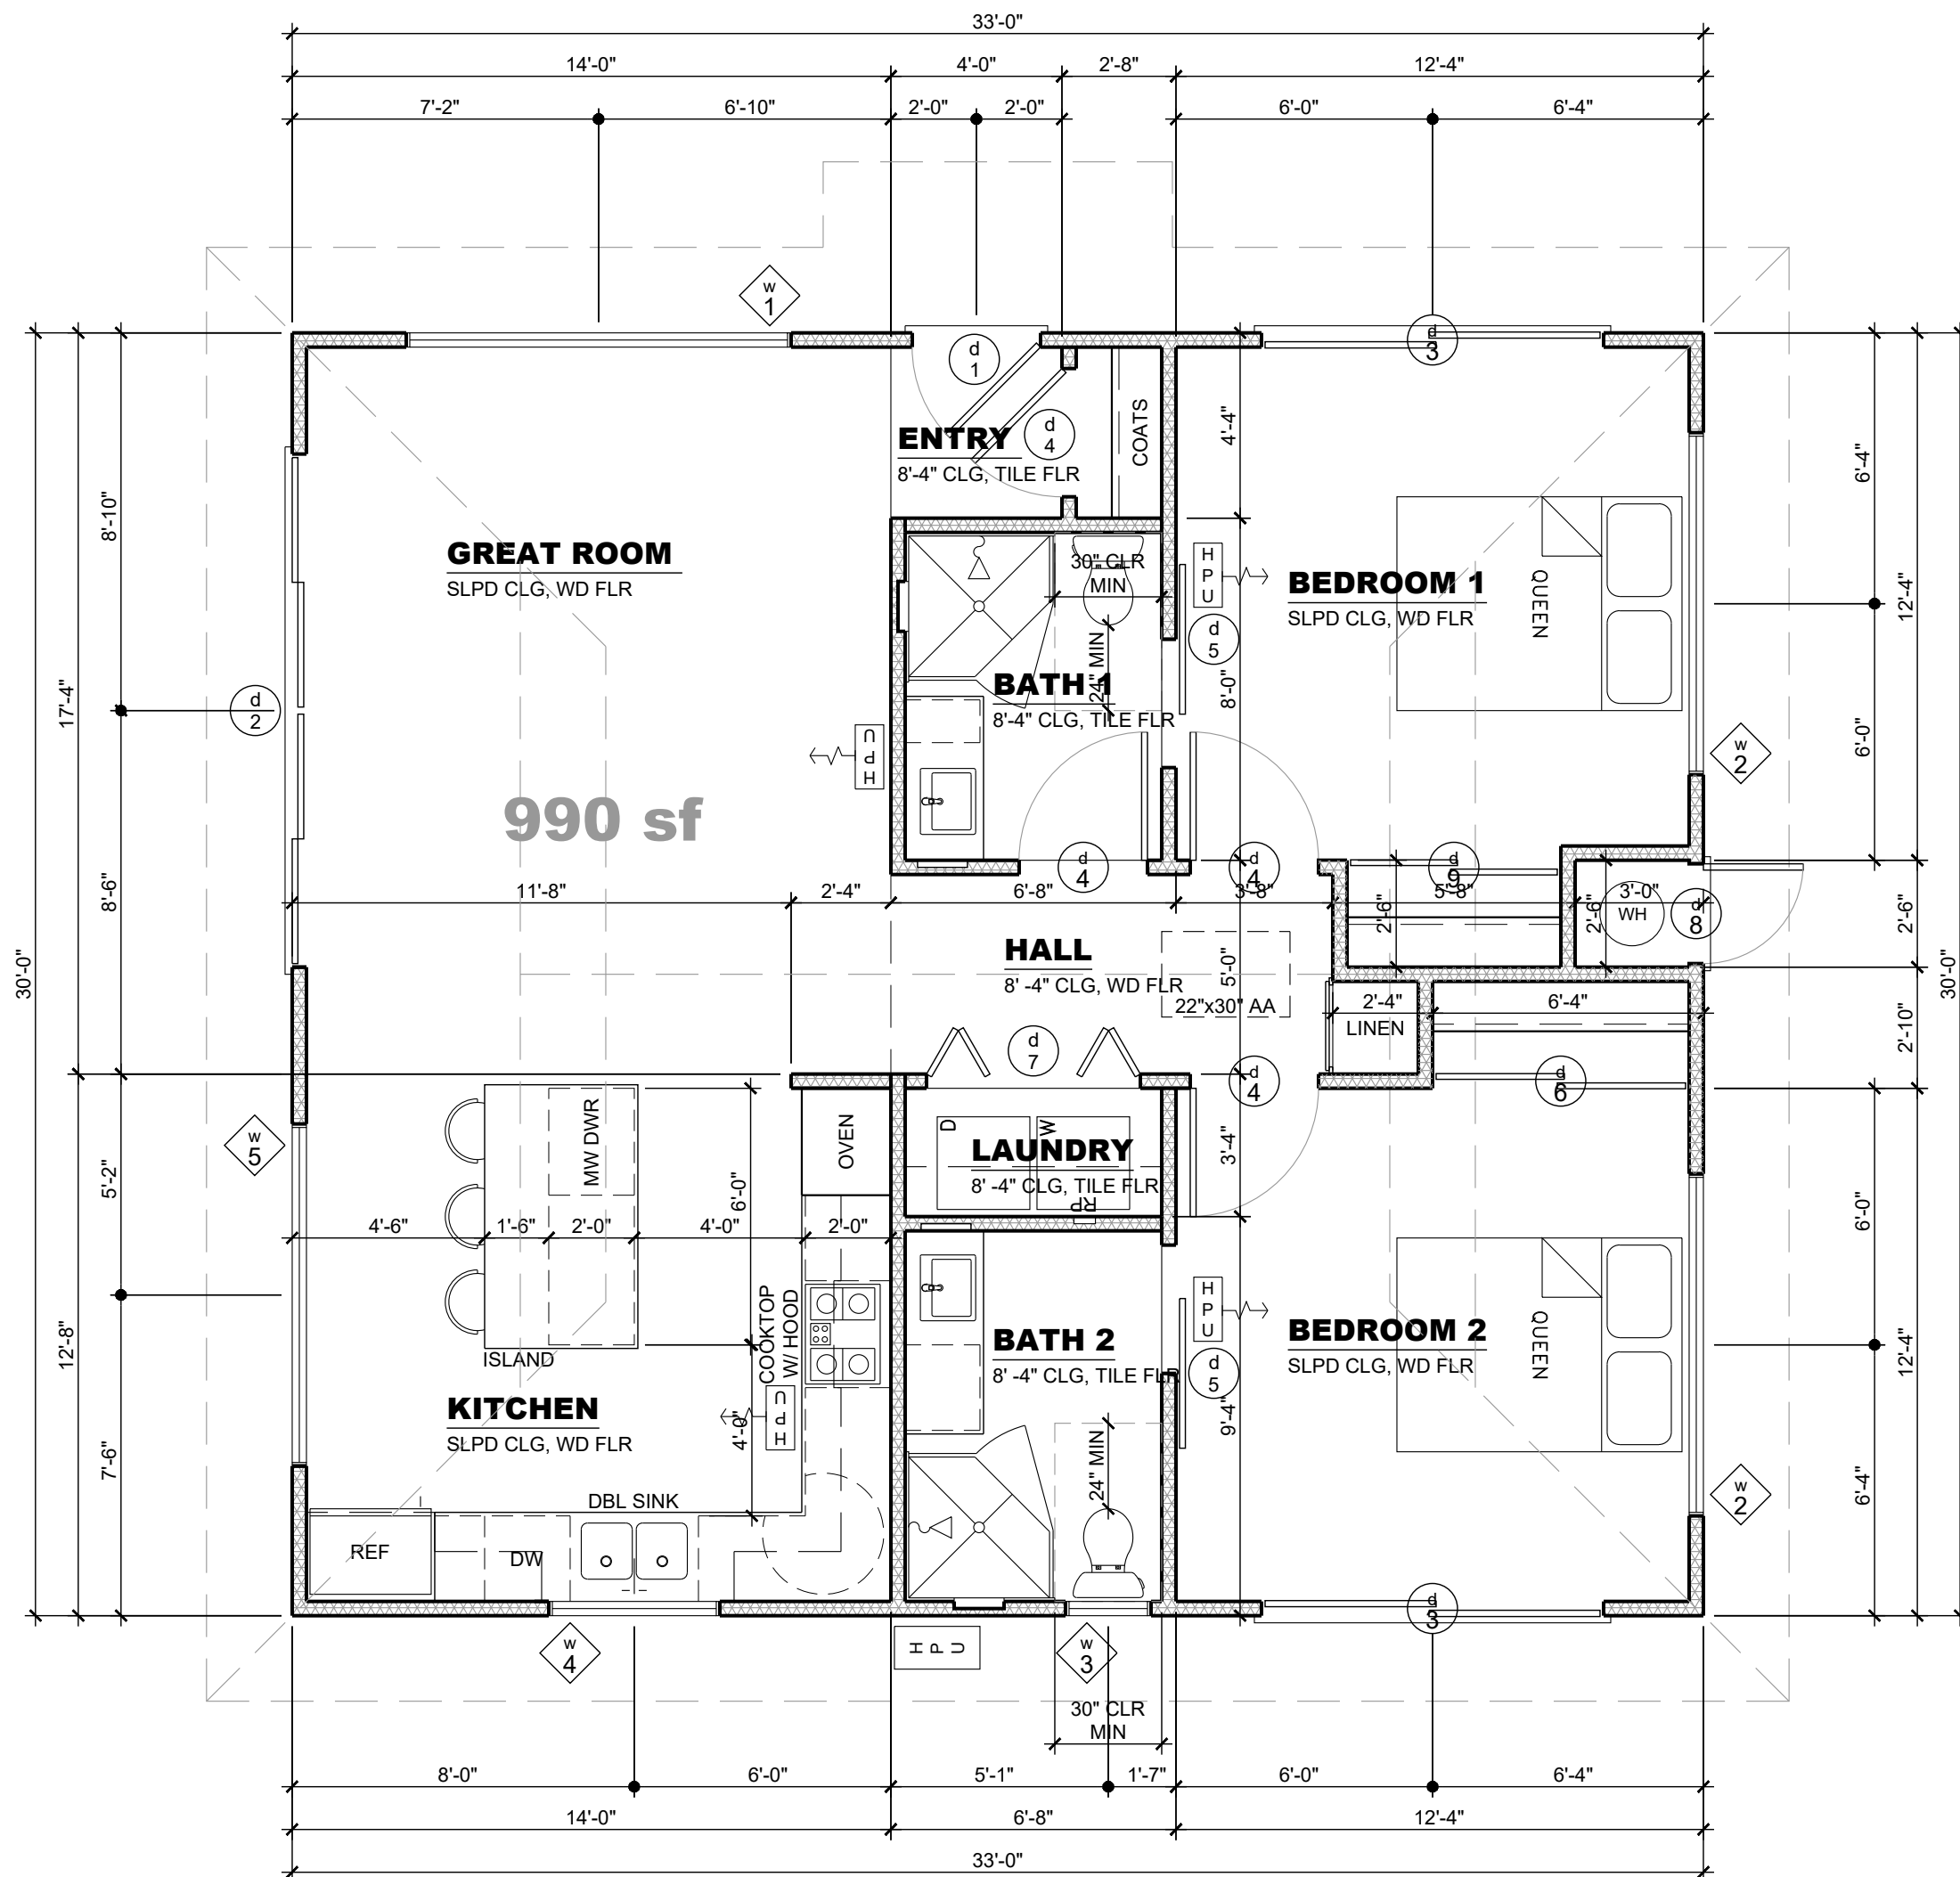 33'-0"
14'-0" 4'-0" 2'-8" 12'-4"
7'-2" 6'-10" 2'-0" 2'-0" 6'-0" 6'-4"
w
1
d
1
d
3
d
4
COATS
4'-4"
ENTRY
8'-4" CLG, TILE FLR
6'-4"
8'-10"
GREAT ROOM
SLPD CLG, WD FLR
30" CLR
MIN
24" MIN
H
P
U
d
5
BEDROOM 1
SLPD CLG, WD FLR
QUEEN
12'-4"
17'-4"
d
2
BATH 1
8'-4" CLG, TILE FLR
8'-0"
HPU
w
2
6'-0"
990 sf
d
4
d
4
d
9
8'-6"
11'-8" 2'-4" 6'-8" 3'-8" 5'-8" 3'-0"
2'-6"
2'-6"
WH
d
8
2'-6"
30'-0"
30'-0"
HALL
8' -4" CLG, WD FLR
5'-0"
22"x30" AA
2'-4" 6'-4"
LINEN
2'-10"
d
7
d
4
d
6
w
5
MW DWR
OVEN
D
W
LAUNDRY
8' -4" CLG, TILE FLR
RP
3'-4"
5'-2"
6'-0"
4'-6" 1'-6" 2'-0" 4'-0" 2'-0"
6'-0"
COOKTOP
W/ HOOD
ISLAND
H
P
U
BATH 2
8' -4" CLG, TILE FLR
d
5
BEDROOM 2
SLPD CLG, WD FLR
QUEEN
12'-8"
12'-4"
KITCHEN
SLPD CLG, WD FLR
4'-0"
HPU
9'-4"
7'-6"
24" MIN
6'-4"
w
2
DBL SINK
REF
DW
w
4
HPU
w
3
d
3
30" CLR
MIN
8'-0" 6'-0" 5'-1" 1'-7" 6'-0" 6'-4"
14'-0" 6'-8" 12'-4"
33'-0"